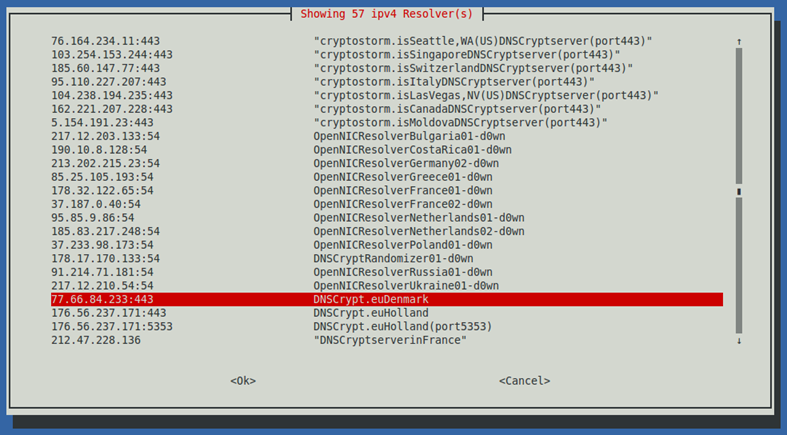 Showing 57 ipv4 Resolver(s)
76.164.234.11:443 "cryptostorm.isSeattle,WA(US)DNSCryptserver(port443)"
103.254.153.244:443 "cryptostorm.isSingaporeDNSCryptserver(port443)"
185.60.147.77:443 "cryptostorm.isSwitzerlandDNSCryptserver(port443)"
95.110.227.207:443 "cryptostorm.isItalyDNSCryptserver(port443)"
104.238.194.235:443 "cryptostorm.isLasVegas,NV(US)DNSCryptserver(port443)"
162.221.207.228:443 "cryptostorm.isCanadaDNSCryptserver(port443)"
5.154.191.23:443 "cryptostorm.isMoldovaDNSCryptserver(port443)"
217.12.203.133:54 OpenNICResolverBulgaria01-d0wn
190.10.8.128:54 OpenNICResolverCostaRica01-d0wn
213.202.215.23:54 OpenNICResolverGermany02-d0wn
85.25.105.193:54 OpenNICResolverGreece01-d0wn
178.32.122.65:54 OpenNICResolverFrance01-d0wn
37.187.0.40:54 OpenNICResolverFrance02-d0wn
95.85.9.86:54 OpenNICResolverNetherlands01-d0wn
185.83.217.248:54 OpenNICResolverNetherlands02-d0wn
37.233.98.173:54 OpenNICResolverPoland01-d0wn
178.17.170.133:54 DNSCryptRandomizer01-d0wn
91.214.71.181:54 OpenNICResolverRussia01-d0wn
217.12.210.54:54 OpenNICResolverUkraine01-d0wn
77.66.84.233:443 DNSCrypt.euDenmark
176.56.237.171:443 DNSCrypt.euHolland
176.56.237.171:5353 DNSCrypt.euHolland(port5353)
212.47.228.136 "DNSCryptserverinFrance"
<Ok> <Cancel>